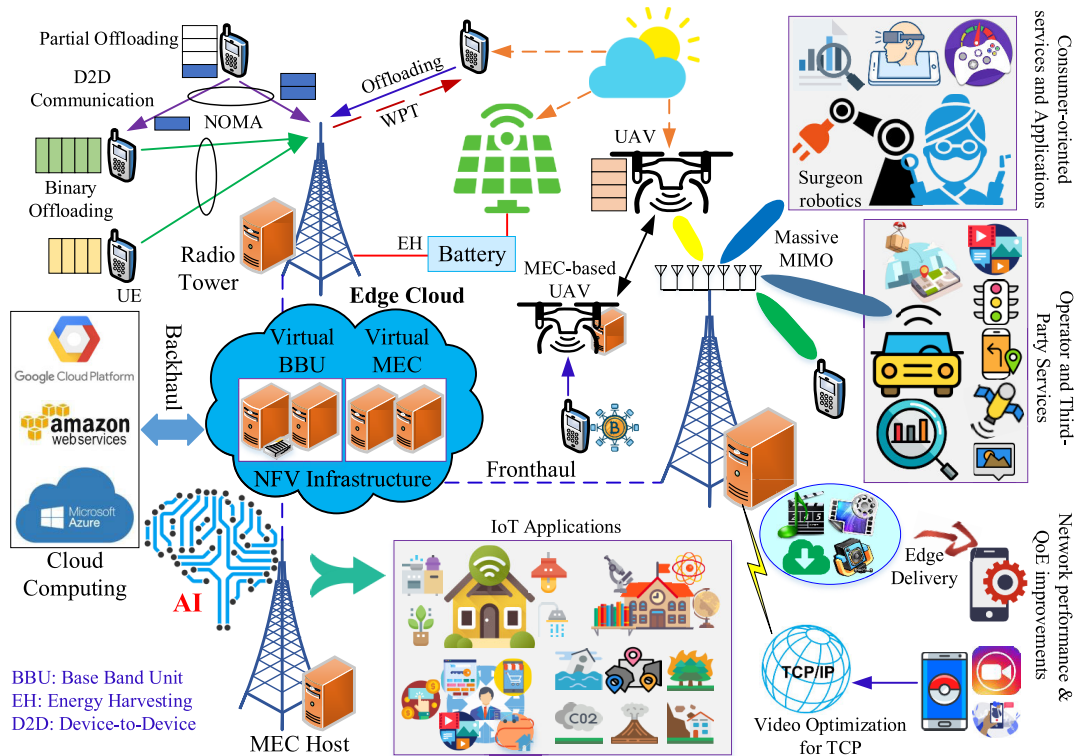 Partial Offloading
D2D
Communication
NOMA
Binary
Offloading
UE
Offloading
WPT
Radio
Tower
EH
Battery
UAV
MEC-based
UAV
Massive
MIMO
Surgeon
robotics
Consumer-oriented
services and Applications
Operator and Third-
Party Services
Edge Cloud
Virtual
BBU
Virtual
MEC
NFV Infrastructure
Backhaul
Fronthaul
Google Cloud Platform
amazon
web services
Microsoft
Azure
Cloud
Computing
AI
IoT Applications
CO2
B
Edge
Delivery
Network performance &
QoE improvements
TCP/IP
Video Optimization
for TCP
MEC Host
BBU: Base Band Unit
EH: Energy Harvesting
D2D: Device-to-Device